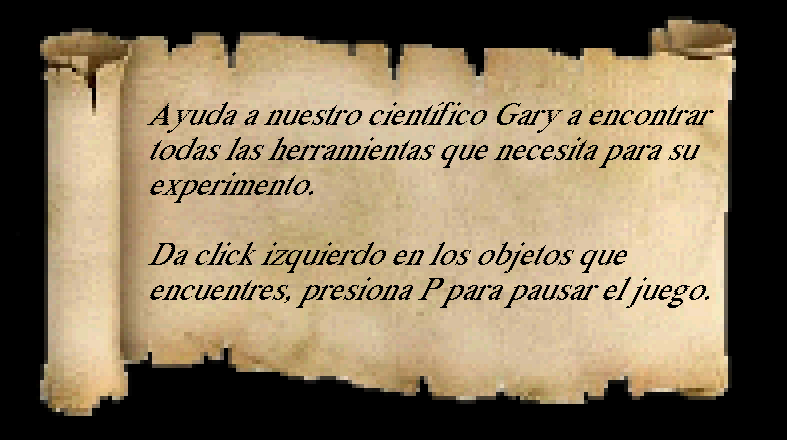 Ayuda a nuestro científico Gary a encontrar
todas las herramientas que necesita para su
experimento.
Da click izquierdo en los objetos que
encuentres, presiona P para pausar el juego.